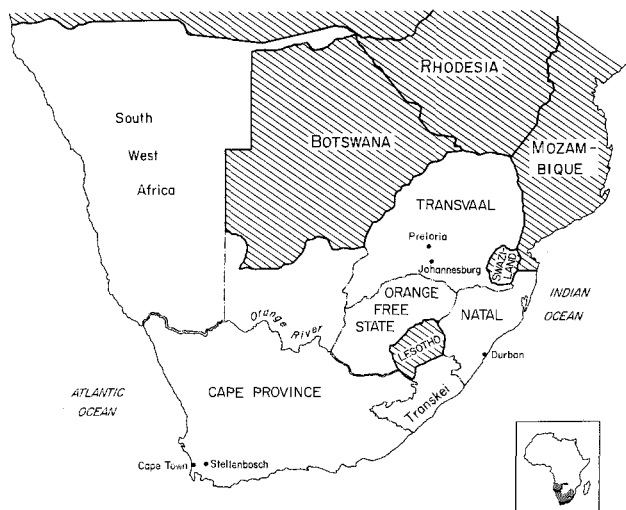 RHODESIA
South
West
Africa
BOTSWANA
MOZAM-
BIQUE
TRANSVAAL
Pretoria
Johannesburg
SWAZI-
LAND
ORANGE
FREE
STATE
NATAL
INDIAN
OCEAN
Orange River
LESOTHO
Durban
CAPE PROVINCE
Transkei
ATLANTIC
OCEAN
Cape Town
Stellenbosch